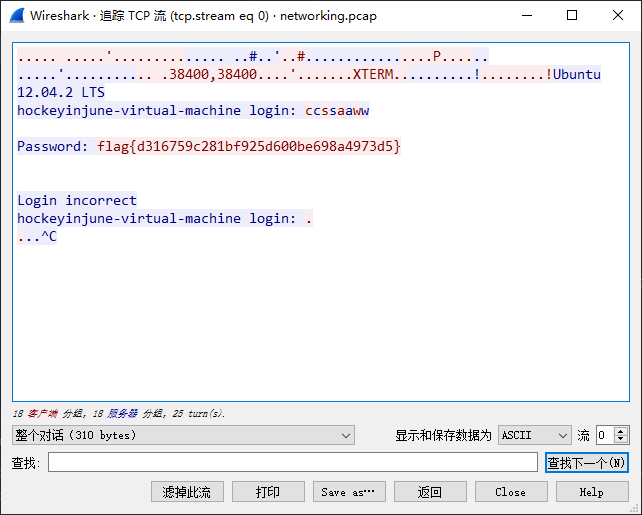 Wireshark · 追踪 TCP 流 (tcp.stream eq 0) · networking.pcap
..... .....'............... ..#..'..#................P......
.....'............ .38400,38400....'.......XTERM..........!........!Ubuntu
12.04.2 LTS
hockeyinjune-virtual-machine login: ccssaaww
Password: flag{d316759c281bf925d600be698a4973d5}
Login incorrect
hockeyinjune-virtual-machine login: .
...^C
18 客户端 分组, 18 服务器 分组, 25 turn(s).
整个对话 (310 bytes) 显示和保存数据为 ASCII 流 0
查找: 查找下一个(N)
滤掉此流 打印 Save as… 返回 Close Help